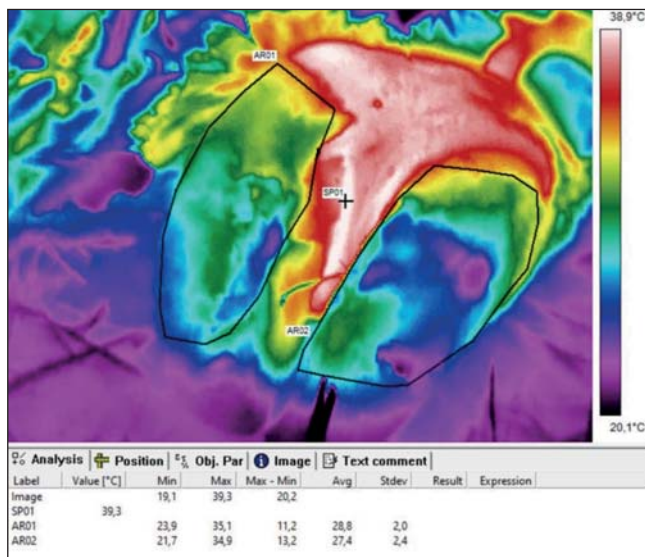 38,9°C
AR01
SP01
AR02
20,1°C
Analysis Position Obj. Par Image Text comment
Label Value [°C] Min Max Max - Min Avg Stdev Result Expression
Image 19,1 39,3 20,2
SP01 39,3
AR01 23,9 35,1 11,2 28,8 2,0
AR02 21,7 34,9 13,2 27,4 2,4